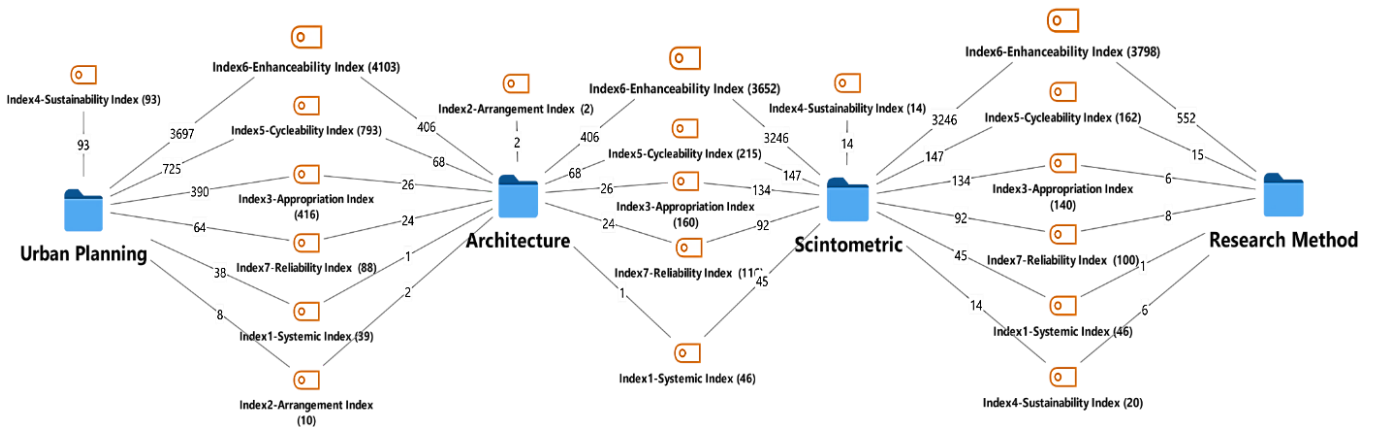 Index4-Sustainability Index (93)
93
Urban Planning
Index6-Enhanceability Index (4103)
3697
406
Index5-Cycleability Index (793)
725
68
390
26
Index3-Appropriation Index
(416)
64
24
Index7-Reliability Index (88)
38
1
Index1-Systemic Index (39)
8
2
Index2-Arrangement Index
(10)
Index2-Arrangement Index (2)
2
Architecture
Index6-Enhanceability Index (3652)
406
3246
Index5-Cycleability Index (215)
68
147
26
134
Index3-Appropriation Index
(160)
24
92
Index7-Reliability Index
1
45
Index1-Systemic Index (46)
Index4-Sustainability Index (14)
14
Scintometric
Index6-Enhanceability Index (3798)
3246
552
Index5-Cycleability Index (162)
147
15
134
6
Index3-Appropriation Index
(140)
92
8
Index7-Reliability Index (100)
45
1
Index1-Systemic Index (46)
14
6
Index4-Sustainability Index (20)
Research Method